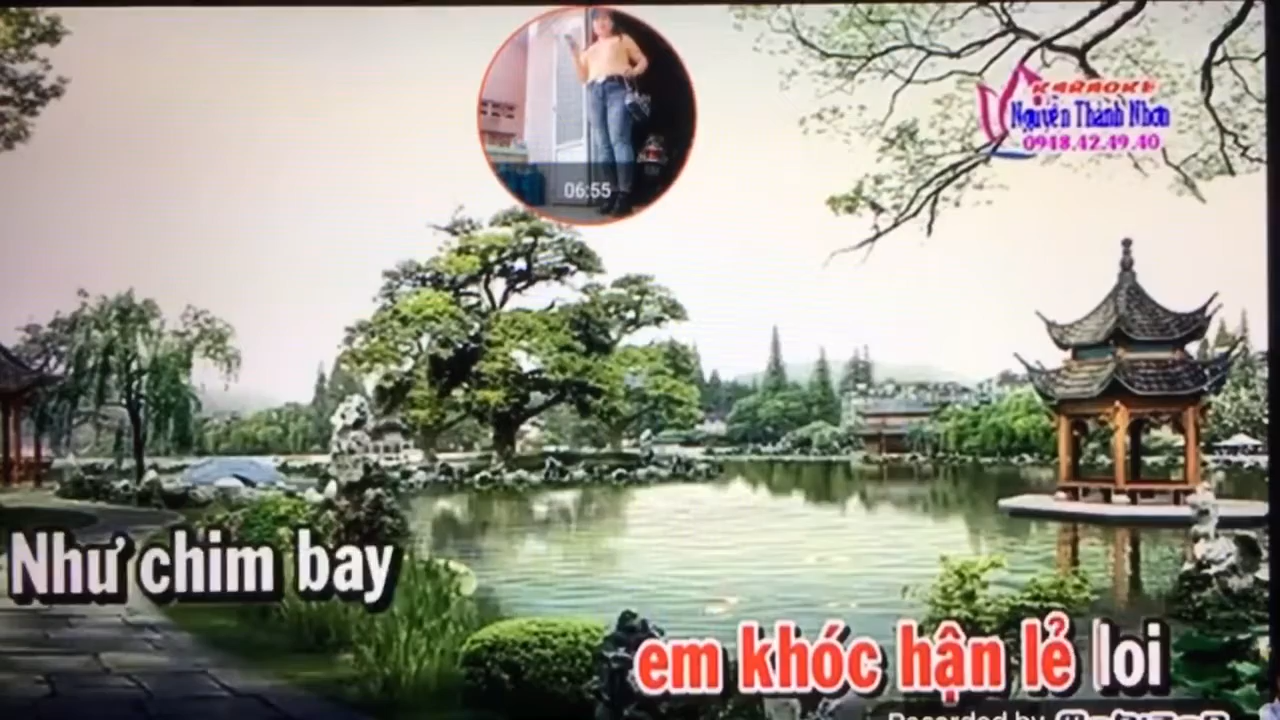 KARAOKE
Nguyễn Thành Nhơn
0948.42.49.40
06:55
Như chim bay
em khóc hận lẻ loi
Recorded by